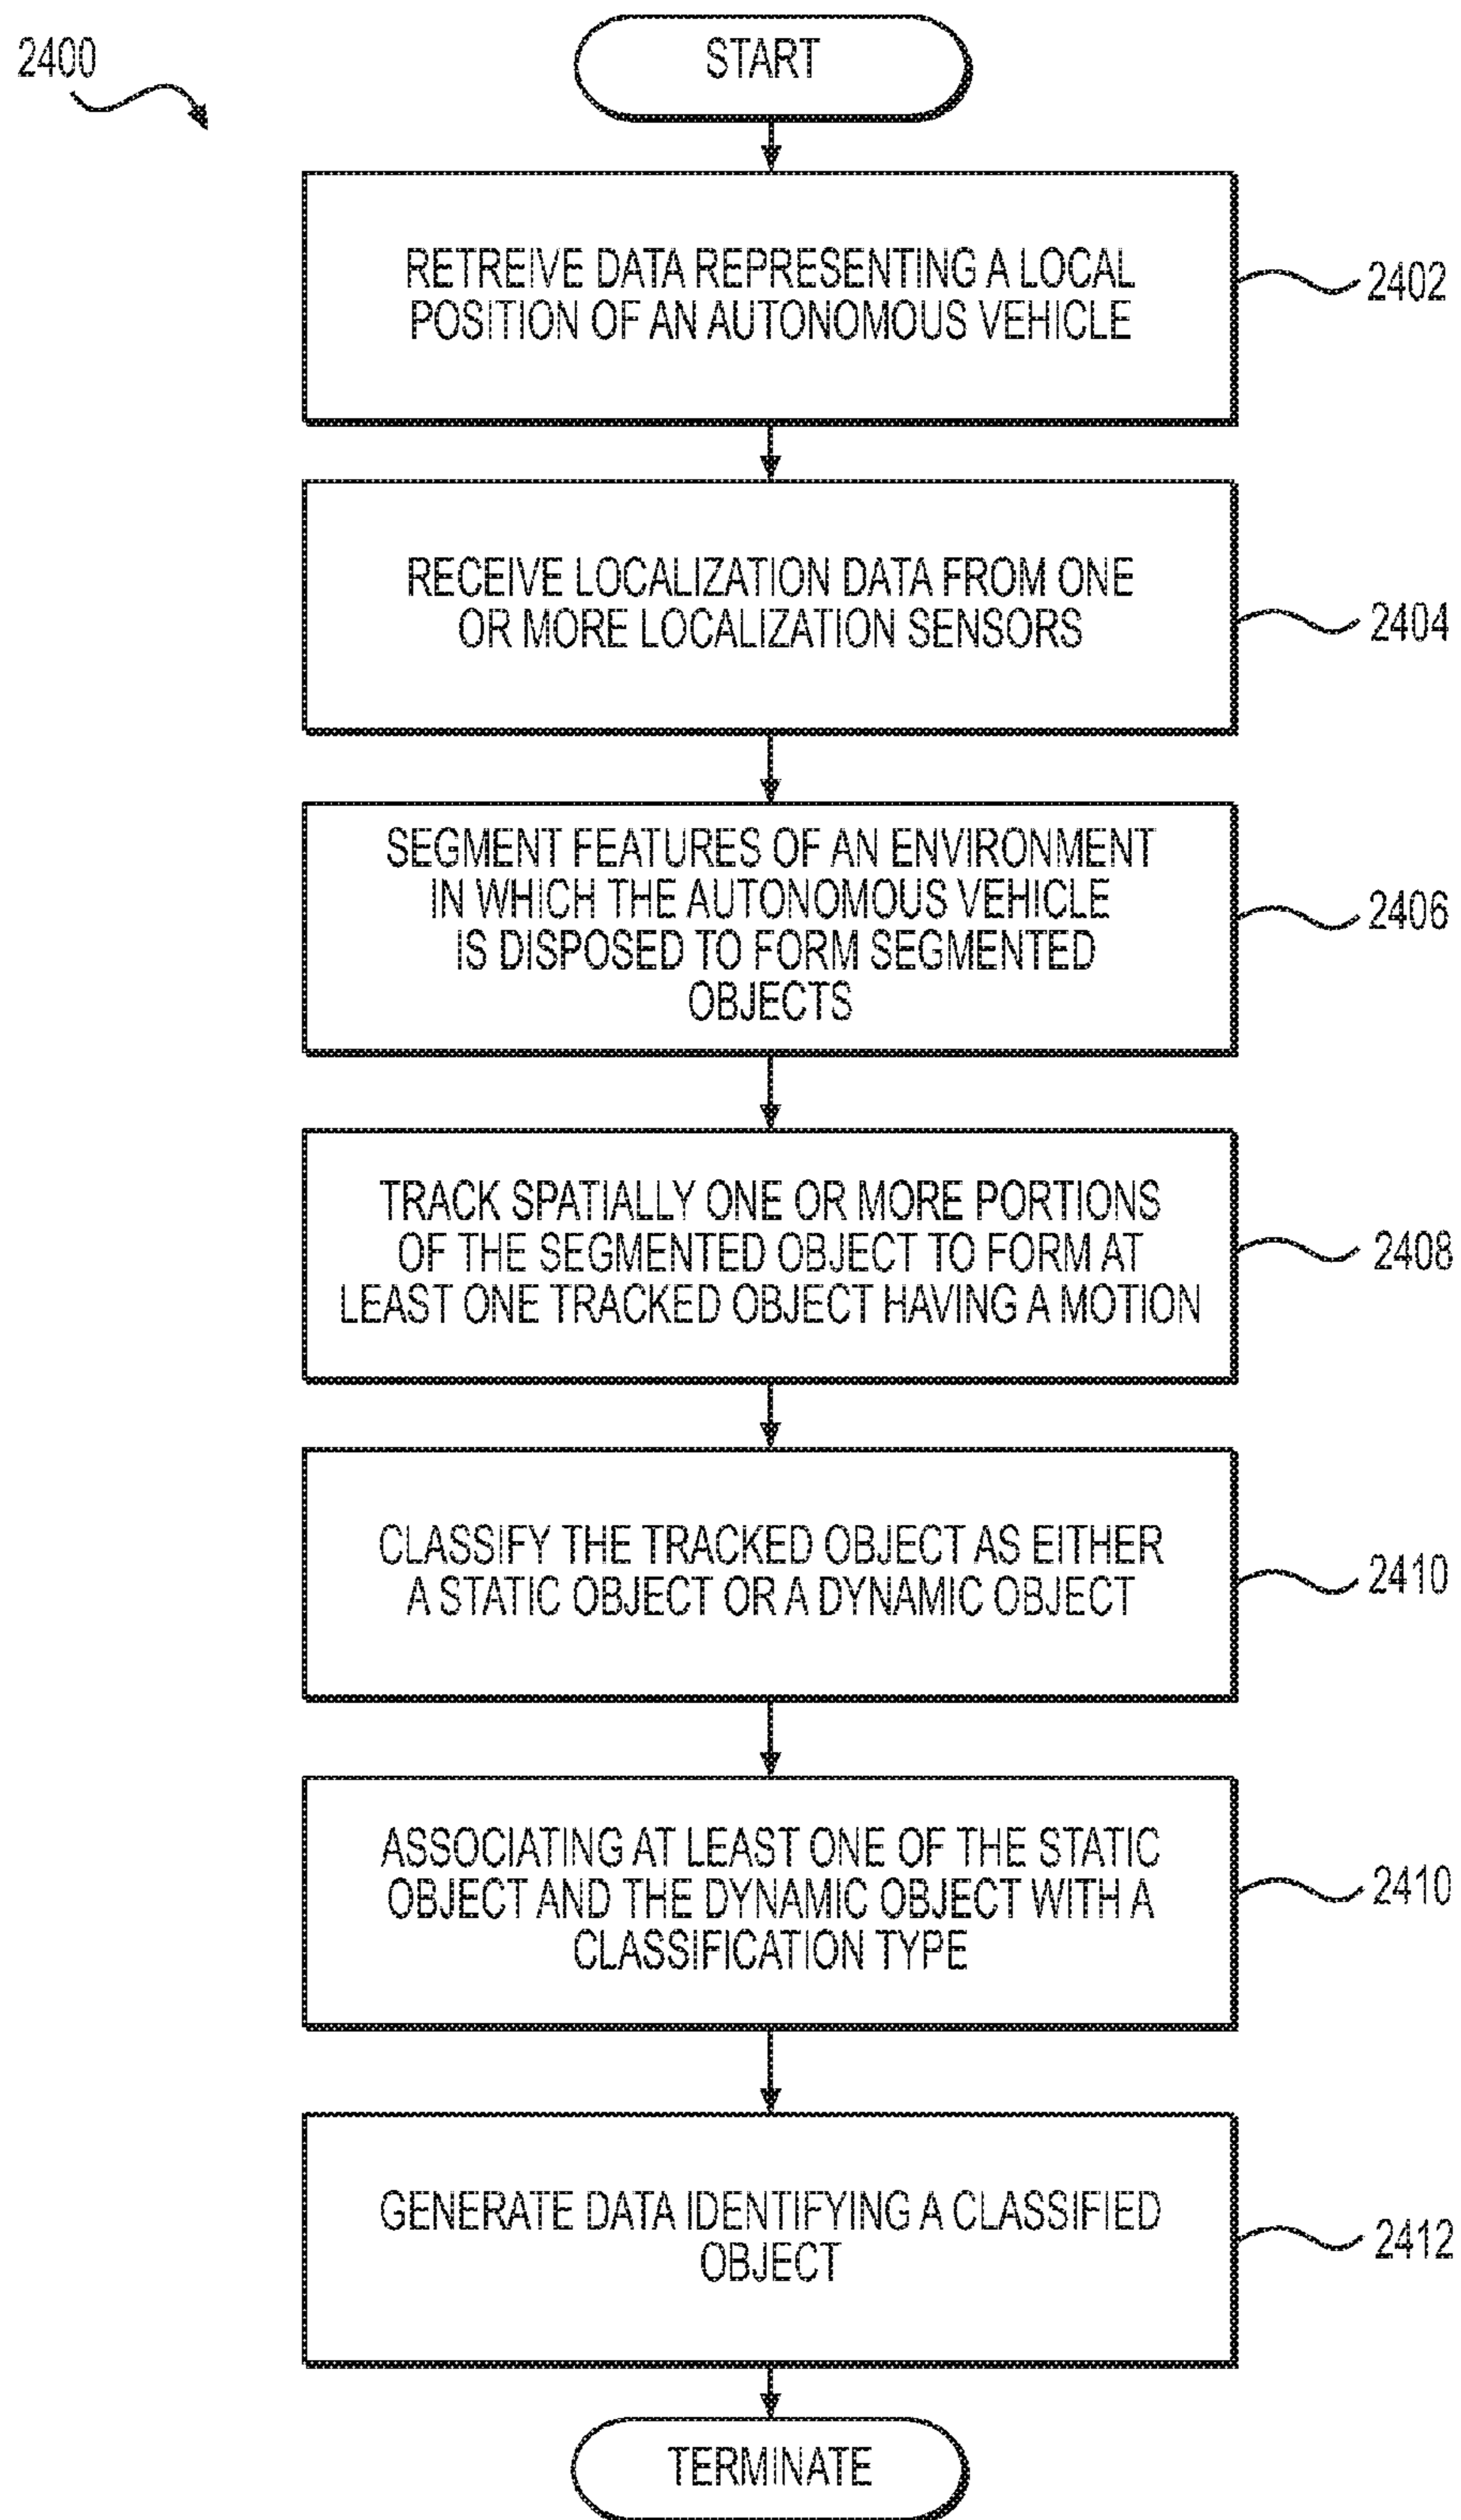 2400
START
RETREIVE DATA REPRESENTING A LOCAL
POSITION OF AN AUTONOMOUS VEHICLE
2402
RECEIVE LOCALIZATION DATA FROM ONE
OR MORE LOCALIZATION SENSORS
2404
SEGMENT FEATURES OF AN ENVIRONMENT
IN WHICH THE AUTONOMOUS VEHICLE
IS DISPOSED TO FORM SEGMENTED
OBJECTS
2406
TRACK SPATIALLY ONE OR MORE PORTIONS
OF THE SEGMENTED OBJECT TO FORM AT
LEAST ONE TRACKED OBJECT HAVING A MOTION
2408
CLASSIFY THE TRACKED OBJECT AS EITHER
A STATIC OBJECT OR A DYNAMIC OBJECT
2410
ASSOCIATING AT LEAST ONE OF THE STATIC
OBJECT AND THE DYNAMIC OBJECT WITH A
CLASSIFICATION TYPE
2410
GENERATE DATA IDENTIFYING A CLASSIFIED
OBJECT
2412
TERMINATE